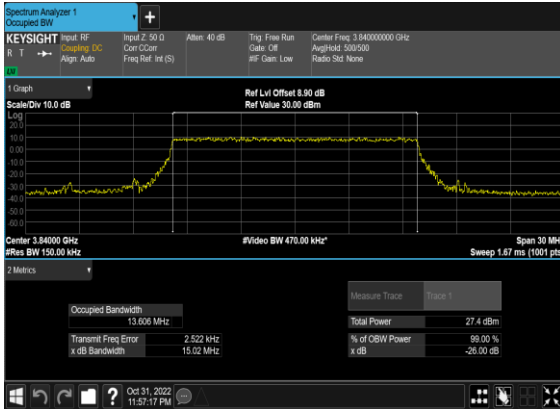 Spectrum Analyzer 1
Occupied BW
KEYSIGHT Input: RF Input Z: 50 Ω Atten: 40 dB Trig: Free Run Center Freq: 3.840000000 GHz
R T Coupling: DC Corr CCorr Gate: Off Avg|Hold: 500/500
Align: Auto Freq Ref: Int (S) #IF Gain: Low Radio Std: None
1 Graph
Scale/Div 10.0 dB Ref Lvl Offset 8.90 dB
Ref Value 30.00 dBm
Log
20.0
10.0
0.00
-10.0
-20.0
-30.0
-40.0
-50.0
-60.0
Center 3.84000 GHz #Video BW 470.00 kHz* Span 30 MH
#Res BW 150.00 kHz Sweep 1.67 ms (1001 pts
2 Metrics
Measure Trace Trace 1
Occupied Bandwidth
13.606 MHz Total Power 27.4 dBm
Transmit Freq Error 2.522 kHz % of OBW Power 99.00 %
x dB Bandwidth 15.02 MHz x dB -26.00 dB
? Oct 31, 2022
11:57:17 PM